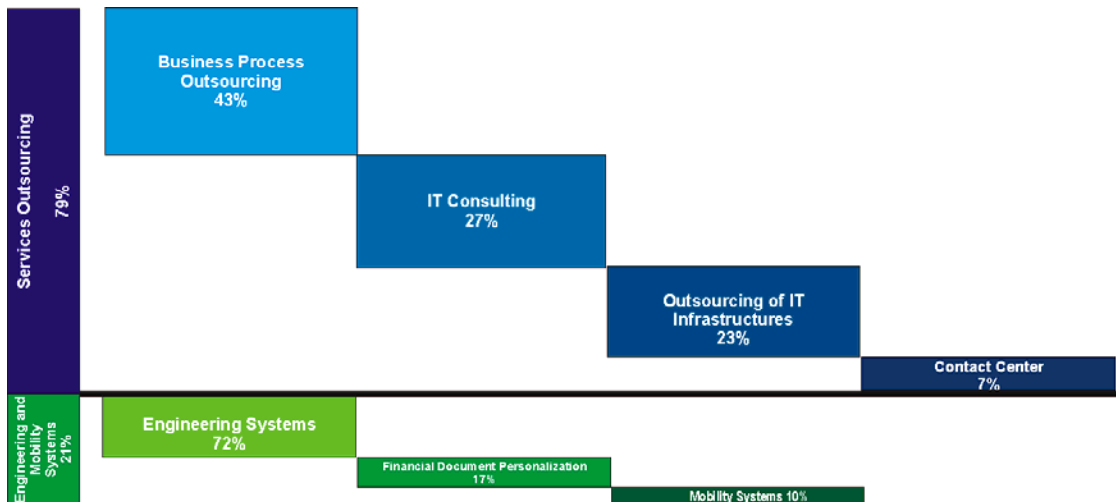 Services Outsourcing
79%
Business Process
Outsourcing
43%
IT Consulting
27%
Outsourcing of IT
Infrastructures
23%
Contact Center
7%
Engineering and
Mobility
Systems
21%
Engineering Systems
72%
Financial Document Personalization
17%
Mobility Systems 10%